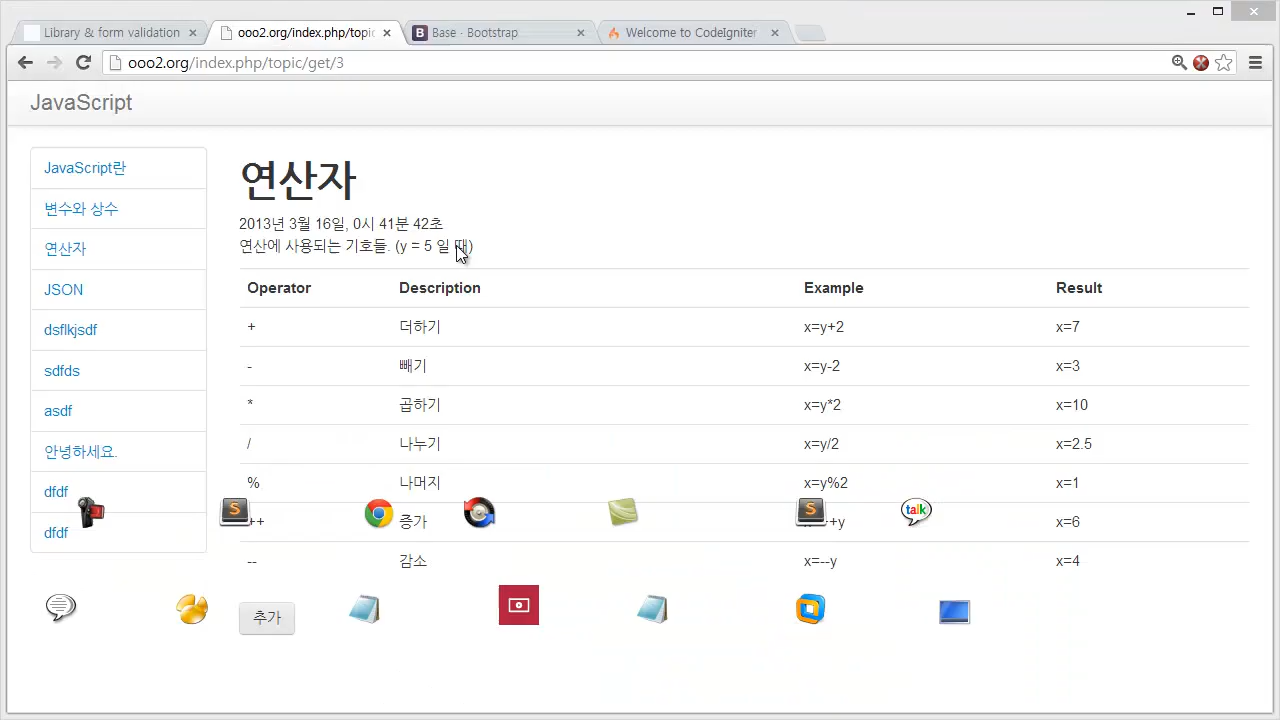 Library & form validation
ooo2.org/index.php/topic
Base · Bootstrap
Welcome to CodeIgniter
ooo2.org/index.php/topic/get/3
JavaScript
JavaScript란
변수와 상수
연산자
JSON
dsflkjsdf
sdfds
asdf
안녕하세요.
dfdf
dfdf
연산자
2013년 3월 16일, 0시 41분 42초
연산에 사용되는 기호들. (y = 5 일 때)
Operator Description Example Result
+ 더하기 x=y+2 x=7
- 빼기 x=y-2 x=3
* 곱하기 x=y*2 x=10
/ 나누기 x=y/2 x=2.5
% 나머지 x=y%2 x=1
++ 증가 +y x=6
-- 감소 x=--y x=4
추가
S
S
talk